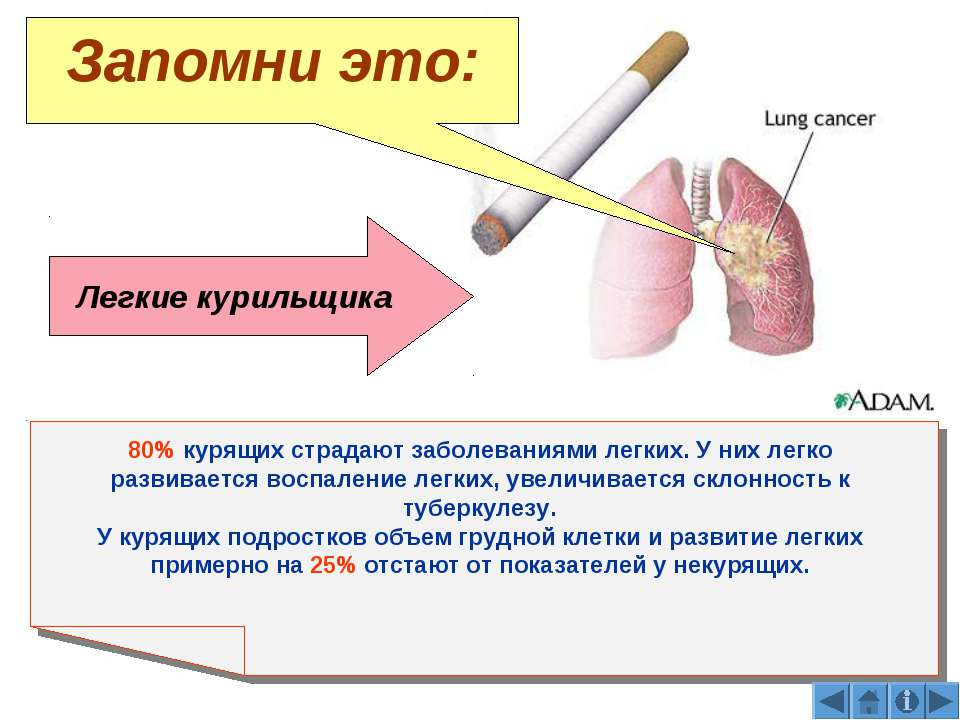 Запомни это:
Lung cancer
Легкие курильщика
A.D.A.M.
80% курящих страдают заболеваниями легких. У них легко
развивается воспаление легких, увеличивается склонность к
туберкулезу.
У курящих подростков объем грудной клетки и развитие легких
примерно на 25% отстают от показателей у некурящих.